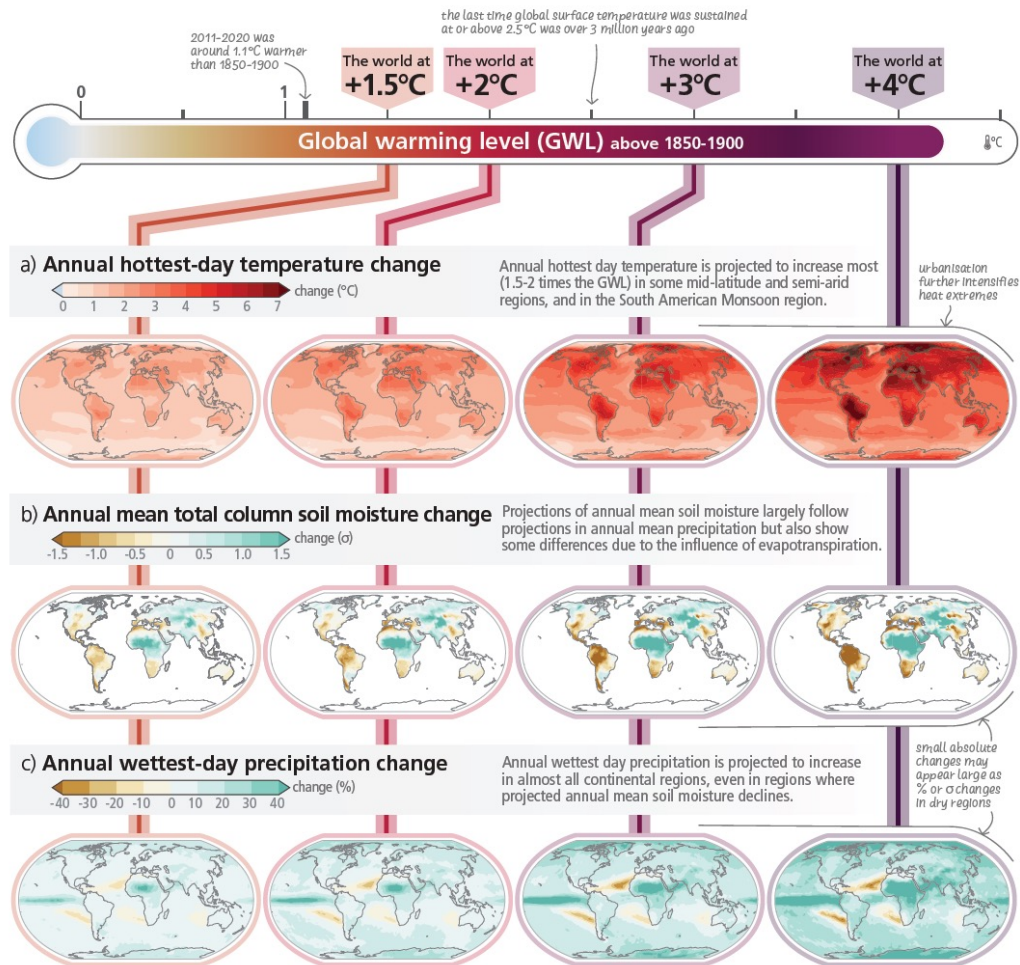 the last time global surface temperature was sustained
at or above 2.5°C was over 3 million years ago
2011-2020 was
around 1.1°C warmer
than 1850-1900
The world at
+1.5°C
The world at
+2°C
The world at
+3°C
The world at
+4°C
0
1
Global warming level (GWL) above 1850-1900
°C
a) Annual hottest-day temperature change
change (°C)
0 1 2 3 4 5 6 7
Annual hottest day temperature is projected to increase most
(1.5-2 times the GWL) in some mid-latitude and semi-arid
regions, and in the South American Monsoon region.
urbanisation
further intensifies
heat extremes
b) Annual mean total column soil moisture change
change (σ)
-1.5 -1.0 -0.5 0 0.5 1.0 1.5
Projections of annual mean soil moisture largely follow
projections in annual mean precipitation but also show
some differences due to the influence of evapotranspiration.
c) Annual wettest-day precipitation change
change (%)
-40 -30 -20 -10 0 10 20 30 40
Annual wettest day precipitation is projected to increase
in almost all continental regions, even in regions where
projected annual mean soil moisture declines.
small absolute
changes may
appear large as
% or σ changes
in dry regions